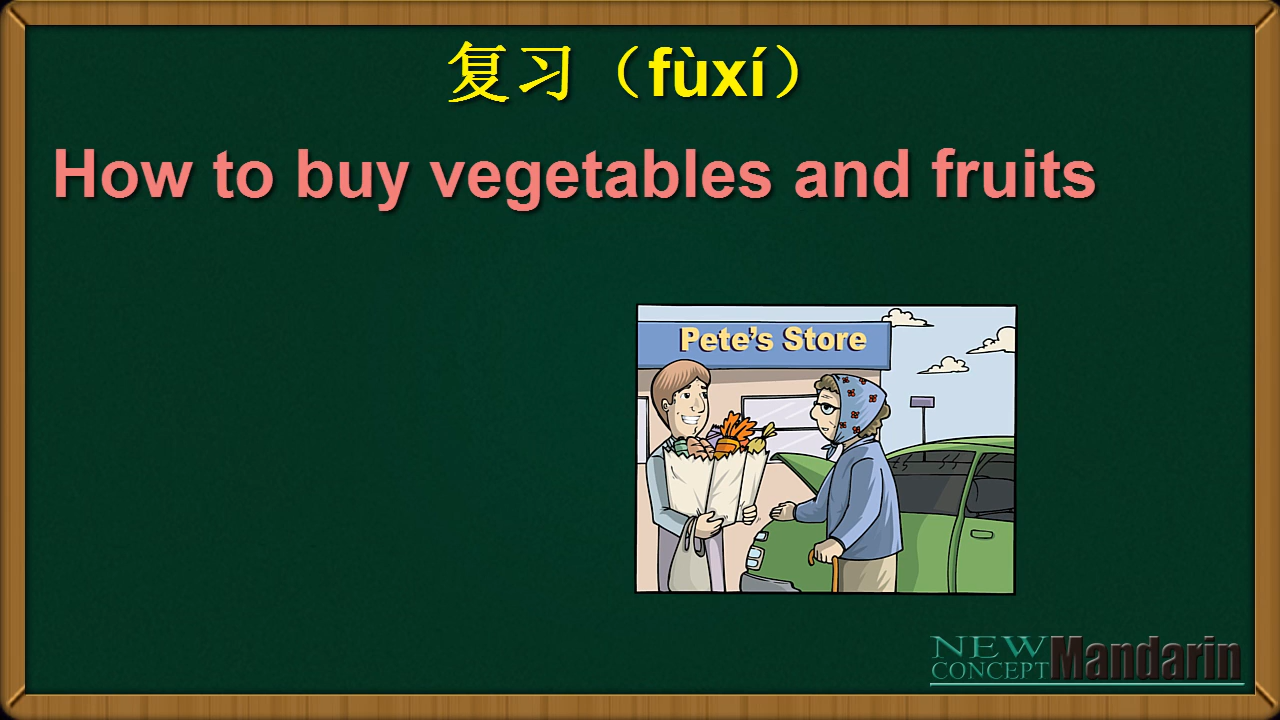 复习（fùxí）
How to buy vegetables and fruits
Pete's Store
NEW
CONCEPT Mandarin